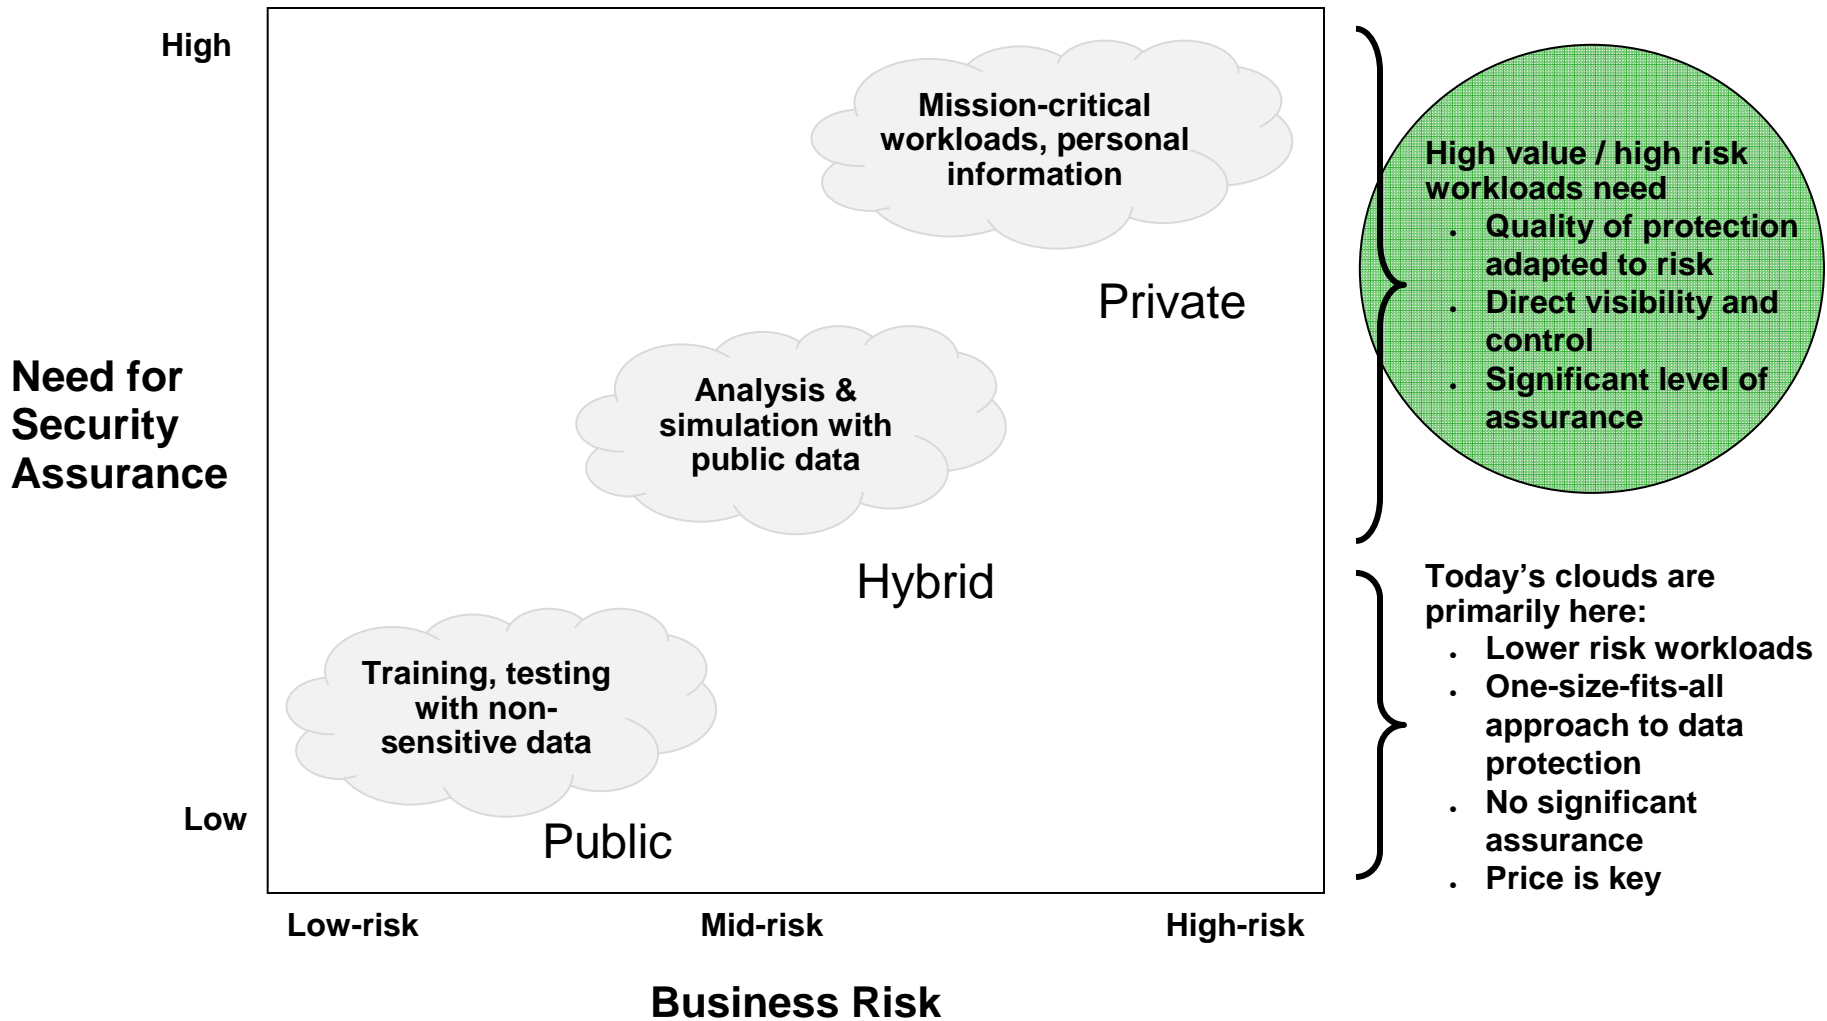 High
Mission-critical
workloads, personal
information
Private
Need for
Security
Assurance
Analysis &
simulation with
public data
Hybrid
Training, testing
with non-
sensitive data
Low
Public
Low-risk
Mid-risk
High-risk
Business Risk
High value / high risk
workloads need
• Quality of protection
adapted to risk
• Direct visibility and
control
• Significant level of
assurance
Today’s clouds are
primarily here:
• Lower risk workloads
• One-size-fits-all
approach to data
protection
• No significant
assurance
• Price is key